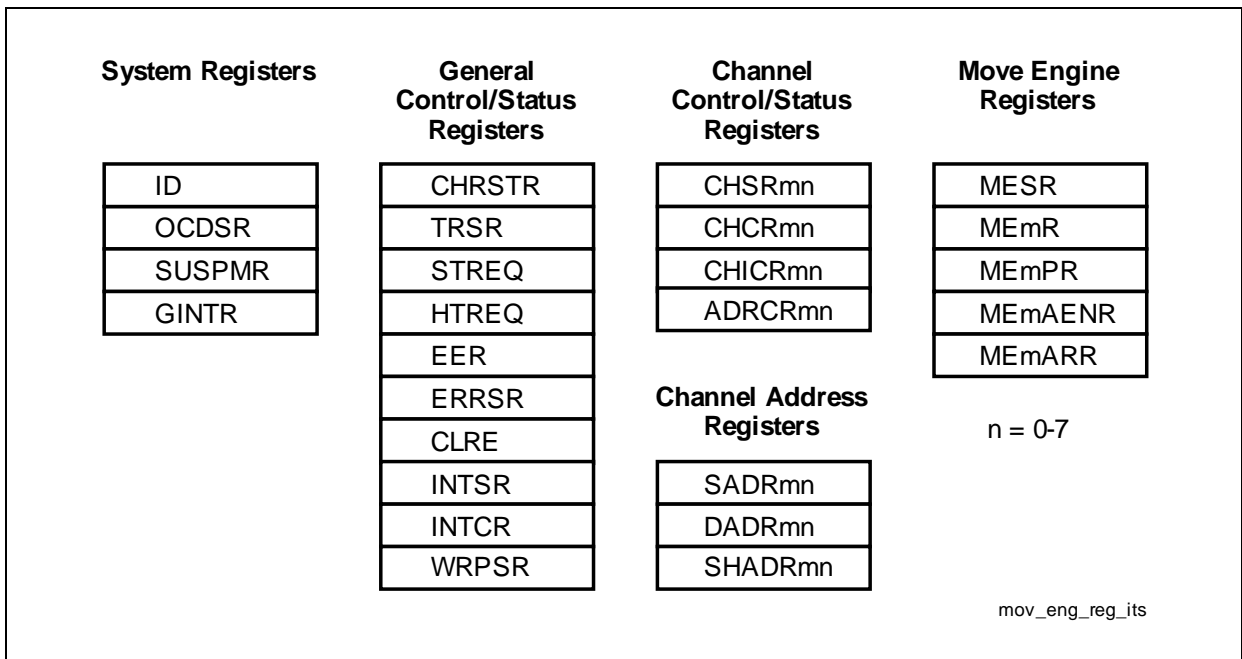 System Registers
ID
OCDSR
SUSPMR
GINTR
General
Control/Status
Registers
CHRSTR
TRSR
STREQ
HTREQ
EER
ERRSR
CLRE
INTSR
INTCR
WRPSR
Channel
Control/Status
Registers
CHSRmn
CHCRmn
CHICRmn
ADRCRmn
Channel Address
Registers
SADRmn
DADRmn
SHADRmn
Move Engine
Registers
MESR
MEmR
MEmPR
MEmAENR
MEmARR
n = 0-7
mov_eng_reg_its